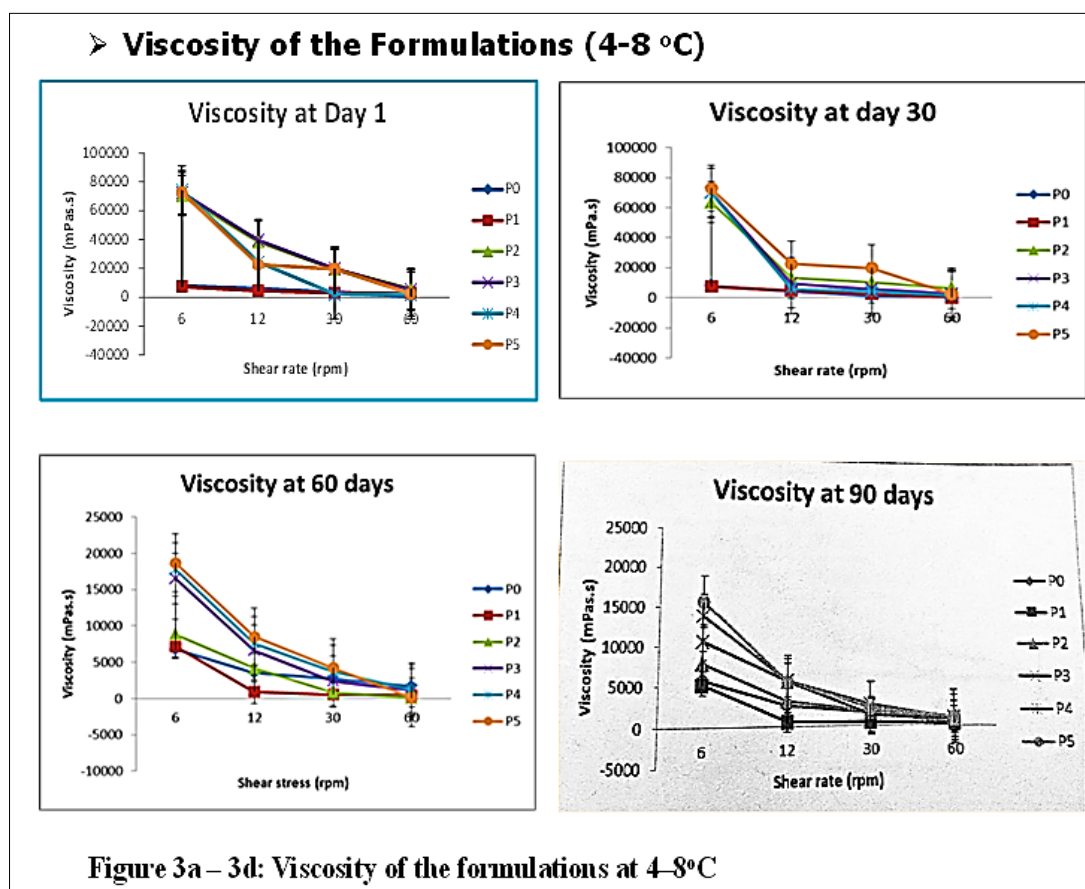 ➢ Viscosity of the Formulations (4-8 °C)
Viscosity at Day 1
Viscosity (mPas.s)
100000
80000
60000
40000
20000
0
-20000
-40000
6 12 30 60
Shear rate (rpm)
P0
P1
P2
P3
P4
P5
Viscosity at day 30
Viscosity (mPas.s)
100000
80000
60000
40000
20000
0
-20000
-40000
6 12 30 60
Shear rate (rpm)
P0
P1
P2
P3
P4
P5
Viscosity at 60 days
Viscosity (mPas.s)
25000
20000
15000
10000
5000
0
-5000
-10000
6 12 30 60
Shear stress (rpm)
P0
P1
P2
P3
P4
P5
Viscosity at 90 days
Viscosity (mPas.s)
25000
20000
15000
10000
5000
0
-5000
6 12 30 60
Shear rate (rpm)
P0
P1
P2
P3
P4
P5
Figure 3a – 3d: Viscosity of the formulations at 4–8°C